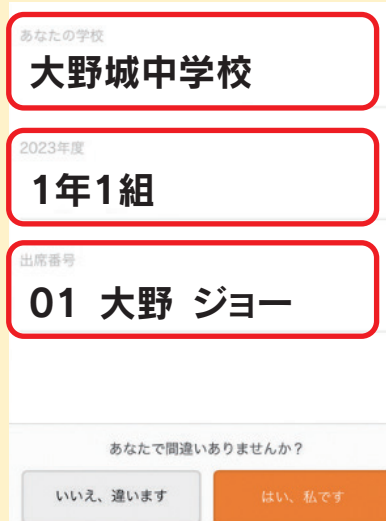 あなたの学校
大野城中学校
2023年度
1年1組
出席番号
01 大野 ジョー
あなたで間違いありませんか？
いいえ、違います
はい、私です